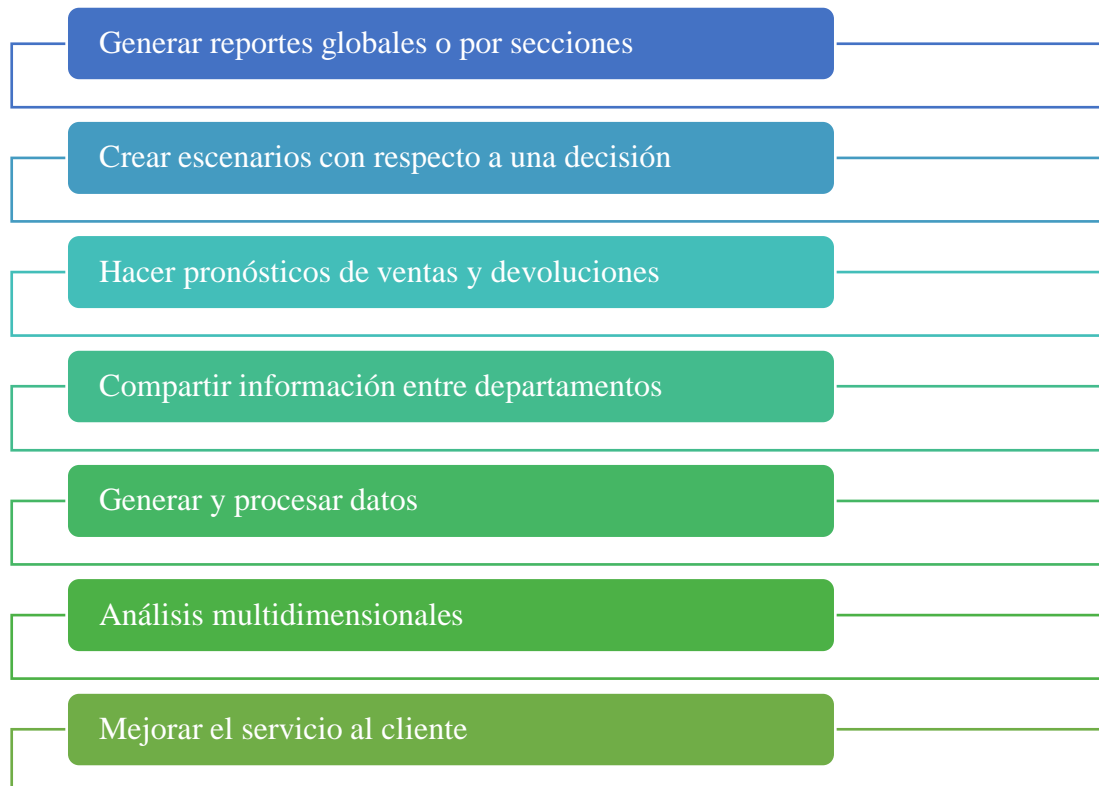 Generar reportes globales o por secciones
Crear escenarios con respecto a una decisión
Hacer pronósticos de ventas y devoluciones
Compartir información entre departamentos
Generar y procesar datos
Análisis multidimensionales
Mejorar el servicio al cliente